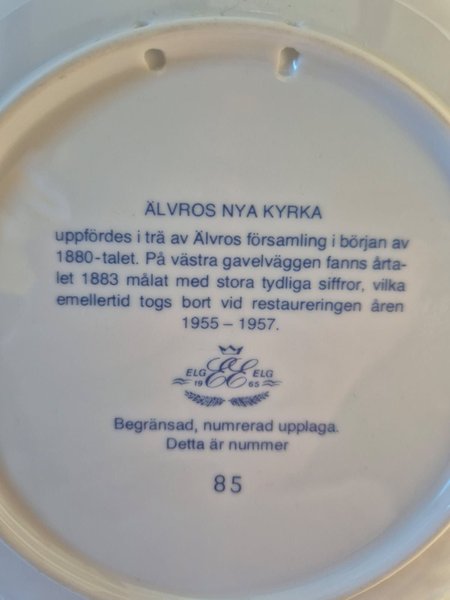 ÄLVROS NYA KYRKA
uppfördes i trä av Älvros församling i början av
1880-talet. På västra gavelväggen fanns årta-
let 1883 målat med stora tydliga siffror, vilka
emellertid togs bort vid restaureringen åren
1955 – 1957.
ELG EE ELG
19 65
Begränsad, numrerad upplaga.
Detta är nummer
85